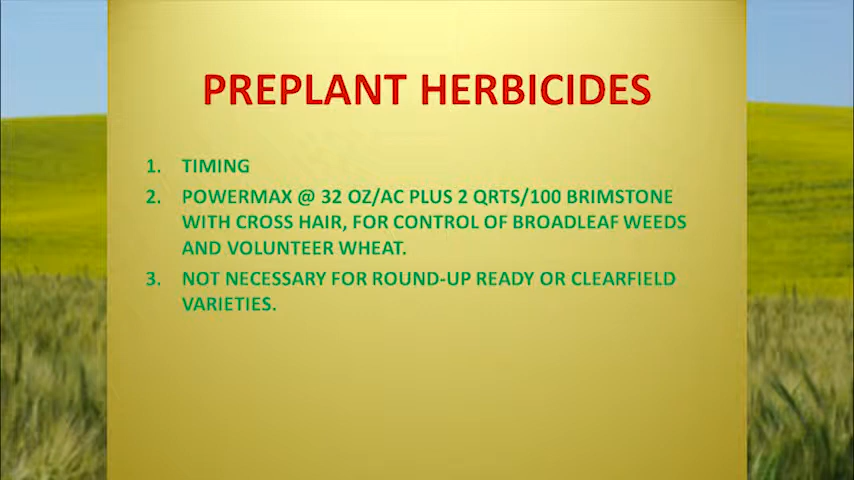 PREPLANT HERBICIDES
1. TIMING
2. POWERMAX @ 32 OZ/AC PLUS 2 QRTS/100 BRIMSTONE
WITH CROSS HAIR, FOR CONTROL OF BROADLEAF WEEDS
AND VOLUNTEER WHEAT.
3. NOT NECESSARY FOR ROUND-UP READY OR CLEARFIELD
VARIETIES.